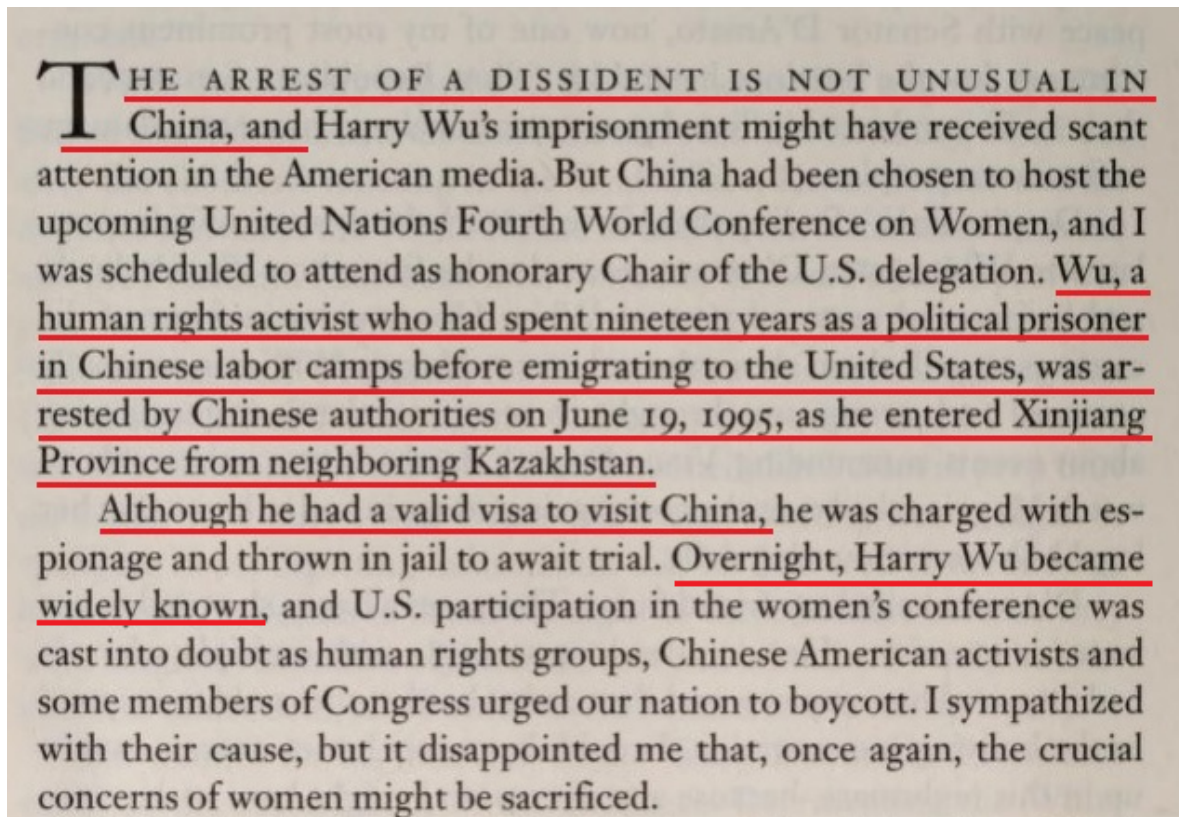 THE ARREST OF A DISSIDENT IS NOT UNUSUAL IN
China, and Harry Wu's imprisonment might have received scant
attention in the American media. But China had been chosen to host the
upcoming United Nations Fourth World Conference on Women, and I
was scheduled to attend as honorary Chair of the U.S. delegation. Wu, a
human rights activist who had spent nineteen years as a political prisoner
in Chinese labor camps before emigrating to the United States, was ar-
rested by Chinese authorities on June 19, 1995, as he entered Xinjiang
Province from neighboring Kazakhstan.
Although he had a valid visa to visit China, he was charged with es-
pionage and thrown in jail to await trial. Overnight, Harry Wu became
widely known, and U.S. participation in the women's conference was
cast into doubt as human rights groups, Chinese American activists and
some members of Congress urged our nation to boycott. I sympathized
with their cause, but it disappointed me that, once again, the crucial
concerns of women might be sacrificed.